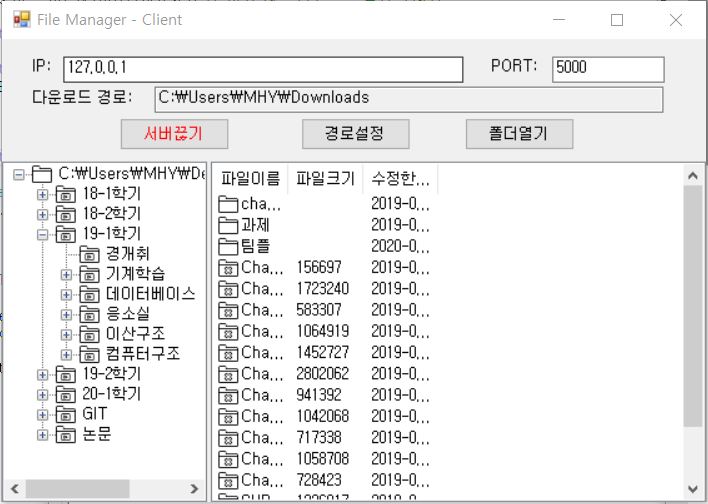 File Manager - Client
IP: 127,0,0,1 PORT: 5000
다운로드 경로: C:₩Users₩MHY₩Downloads
서버끊기 경로설정 폴더열기
C:₩Users₩MHY₩De
18-1학기
18-2학기
19-1학기
경개취
기계학습
데이터베이스
응소실
이산구조
컴퓨터구조
19-2학기
20-1학기
GIT
논문
파일이름 파일크기 수정한,,,
cha,,, 2019-0,,,
과제 2019-0,,,
팀플 2020-0,,,
Cha,,, 156697 2019-0,,,
Cha,,, 1723240 2019-0,,,
Cha,,, 583307 2019-0,,,
Cha,,, 1064919 2019-0,,,
Cha,,, 1452727 2019-0,,,
Cha,,, 2802062 2019-0,,,
Cha,,, 941392 2019-0,,,
Cha,,, 1042068 2019-0,,,
Cha,,, 717338 2019-0,,,
Cha,,, 1058708 2019-0,,,
Cha,,, 728423 2019-0,,,